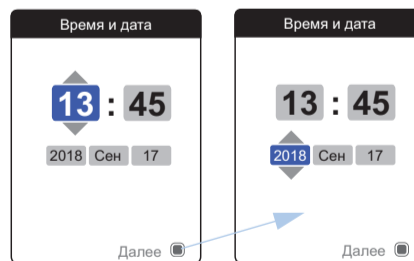 Время и дата
13 : 45
2018 Сен 17
Далее
Время и дата
13 : 45
2018 Сен 17
Далее